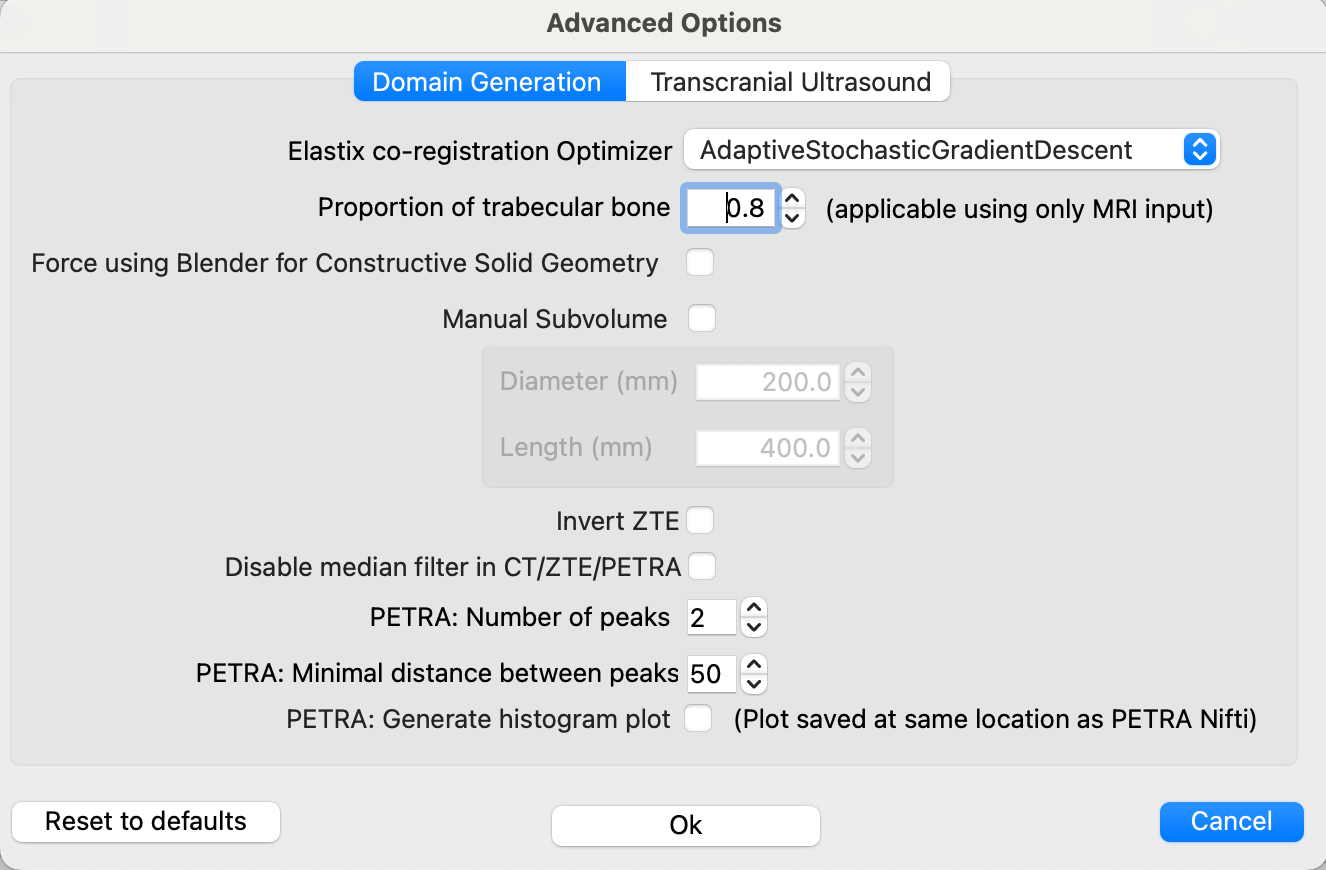 Advanced Options
Domain Generation Transcranial Ultrasound
Elastix co-registration Optimizer AdaptiveStochasticGradientDescent
Proportion of trabecular bone 0.8 (applicable using only MRI input)
Force using Blender for Constructive Solid Geometry
Manual Subvolume
Diameter (mm) 200.0
Length (mm) 400.0
Invert ZTE
Disable median filter in CT/ZTE/PETRA
PETRA: Number of peaks 2
PETRA: Minimal distance between peaks 50
PETRA: Generate histogram plot (Plot saved at same location as PETRA Nifti)
Reset to defaults Ok Cancel